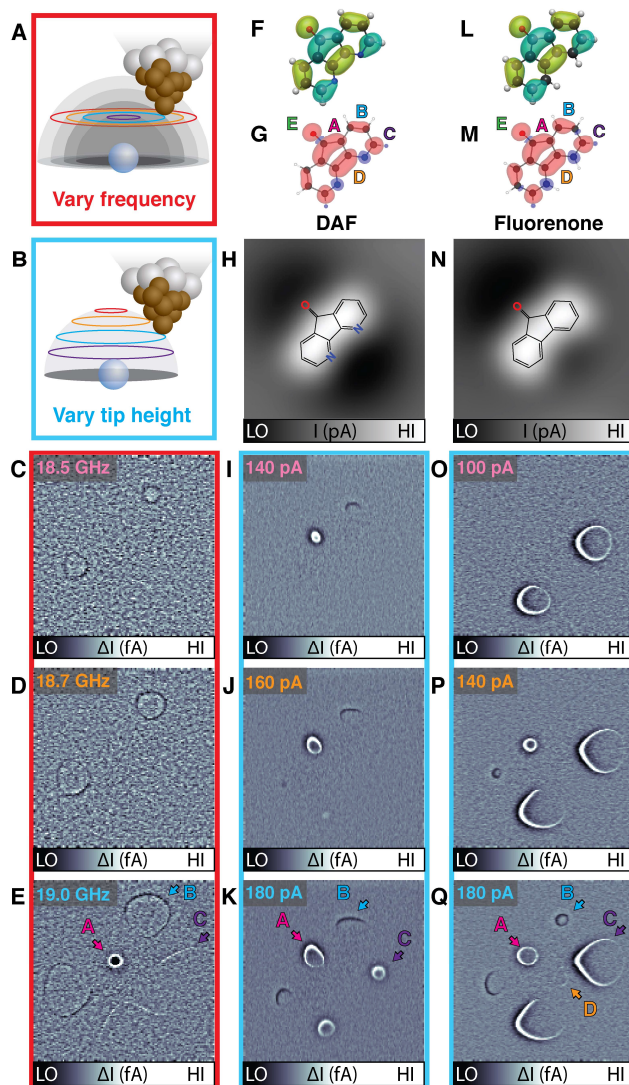 A
Vary frequency
F
L
G
E
A
B
C
D
M
E
A
B
C
D
DAF
Fluorenone
B
Vary tip height
H
O
N
N
LO I (pA) HI
N
O
LO I (pA) HI
C
18.5 GHz
LO ΔI (fA) HI
I
140 pA
LO ΔI (fA) HI
O
100 pA
LO ΔI (fA) HI
D
18.7 GHz
LO ΔI (fA) HI
J
160 pA
LO ΔI (fA) HI
P
140 pA
LO ΔI (fA) HI
E
19.0 GHz
A
B
C
LO ΔI (fA) HI
K
180 pA
A
B
C
LO ΔI (fA) HI
Q
180 pA
A
B
C
D
LO ΔI (fA) HI